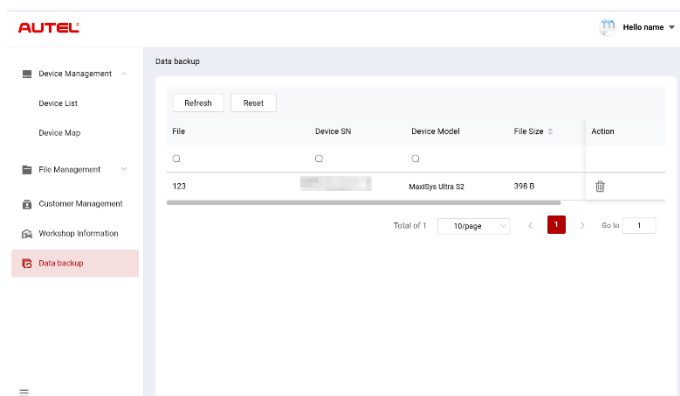 AUTEL
Hello name
Device Management
Device List
Device Map
File Management
Customer Management
Workshop Information
Data backup
Data backup
Refresh Reset
File Device SN Device Model File Size Action
123 MaxiSys Ultra S2 398 B
Total of 1 10/page 1 Go to 1